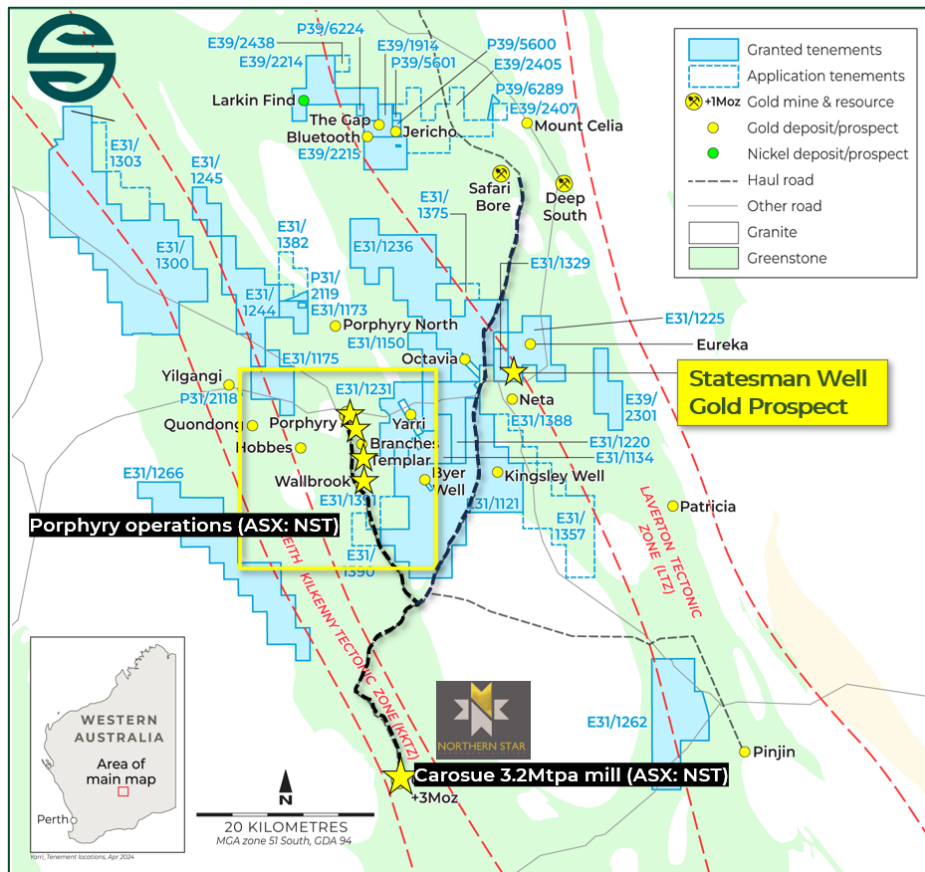 P39/6224
E39/2438
E39/2214
E39/1914
P39/5601
P39/5600
E39/2405
P39/6289
E39/2407
Larkin Find
The Gap
Bluetooth
Jericho
E39/2215
Mount Celia
Safari
Bore
Deep
South
E31/
1303
E31/
1245
E31/
1300
E31/
1382
P31/
2119
E31/
1244
E31/1173
E31/1236
E31/
1375
E31/1329
E31/1225
Porphyry North
E31/1150
Octavia
Eureka
E31/1175
Yilgangi
P31/2118
E31/1231
Statesman Well
Gold Prospect
Neta
E39/
2301
Quondong
Porphyry
Yarri
E31/1388
Hobbes
Branches
Templar
E31/1220
E31/1134
Wallbrook
Byer
Well
Kingsley Well
E31/1266
E31/1121
Patricia
Porphyry operations (ASX: NST)
E31/
1357
E31/
1390
LAVERTON TECTONIC
ZONE (LTZ)
EITH KILKENNY TECTONIC ZONE (KKTZ)
E31/1262
Pinjin
NORTHERN STAR
Carosue 3.2Mtpa mill (ASX: NST)
+3Moz
WESTERN
AUSTRALIA
Area of
main map
Perth
N
20 KILOMETRES
MGA zone 51 South, GDA 94
Yarri_Tenement locations, Apr 2024
Granted tenements
Application tenements
+1Moz Gold mine & resource
Gold deposit/prospect
Nickel deposit/prospect
Haul road
Other road
Granite
Greenstone